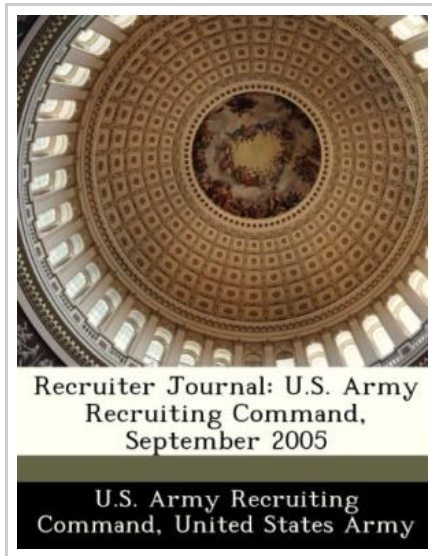 Recruiter Journal: U.S. Army
Recruiting Command,
September 2005
U.S. Army Recruiting
Command, United States Army